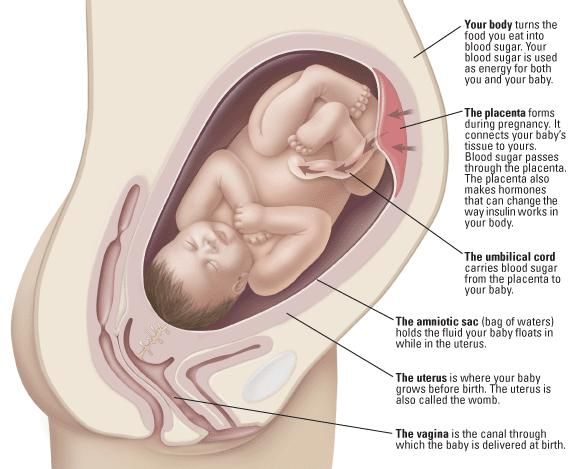 Your body turns the
food you eat into
blood sugar. Your
blood sugar is used
as energy for both
you and your baby.
The placenta forms
during pregnancy. It
connects your baby's
tissue to yours.
Blood sugar passes
through the placenta.
The placenta also
makes hormones
that can change the
way insulin works in
your body.
The umbilical cord
carries blood sugar
from the placenta to
your baby.
The amniotic sac (bag of waters)
holds the fluid your baby floats in
while in the uterus.
The uterus is where your baby
grows before birth. The uterus is
also called the womb.
The vagina is the canal through
which the baby is delivered at birth.